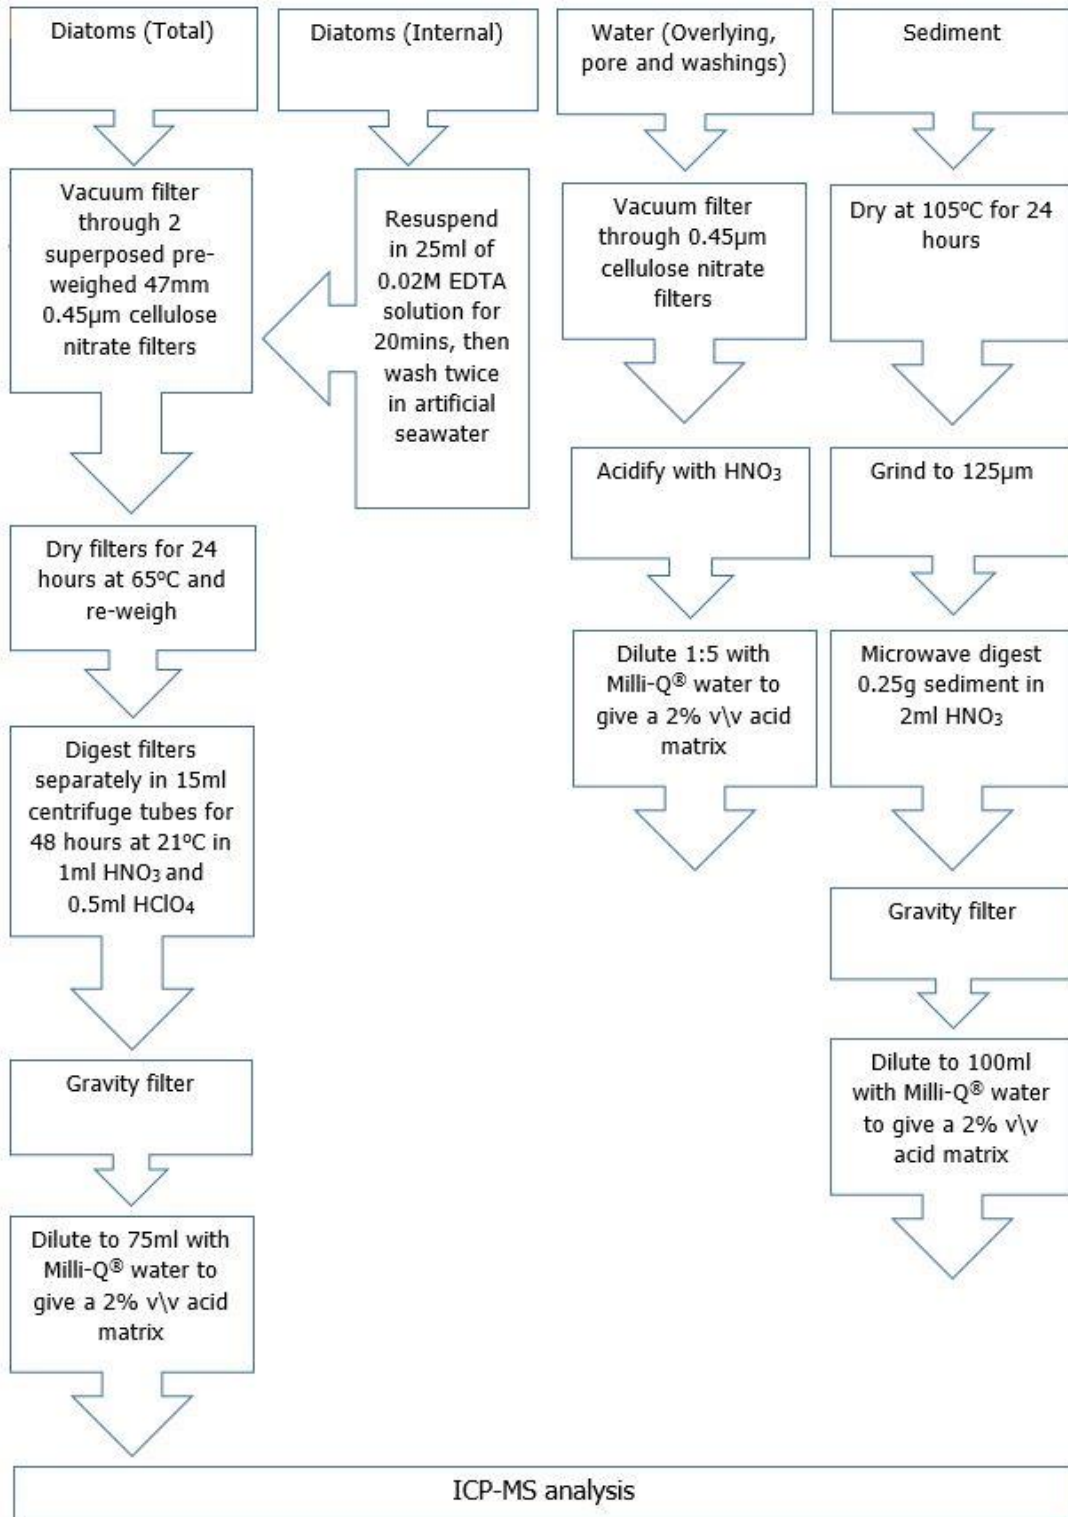 Diatoms (Total)
Vacuum filter
through 2
superposed pre-
weighed 47mm
0.45µm cellulose
nitrate filters
Dry filters for 24
hours at 65ºC and
re-weigh
Digest filters
separately in 15ml
centrifuge tubes for
48 hours at 21ºC in
1ml HNO₃ and
0.5ml HClO₄
Gravity filter
Dilute to 75ml with
Milli-Q® water to
give a 2% v\v acid
matrix
Diatoms (Internal)
Resuspend
in 25ml of
0.02M EDTA
solution for
20mins, then
wash twice
in artificial
seawater
Water (Overlying,
pore and washings)
Vacuum filter
through 0.45µm
cellulose nitrate
filters
Acidify with HNO₃
Dilute 1:5 with
Milli-Q® water to
give a 2% v\v acid
matrix
Sediment
Dry at 105ºC for 24
hours
Grind to 125µm
Microwave digest
0.25g sediment in
2ml HNO₃
Gravity filter
Dilute to 100ml
with Milli-Q® water
to give a 2% v\v
acid matrix
ICP-MS analysis